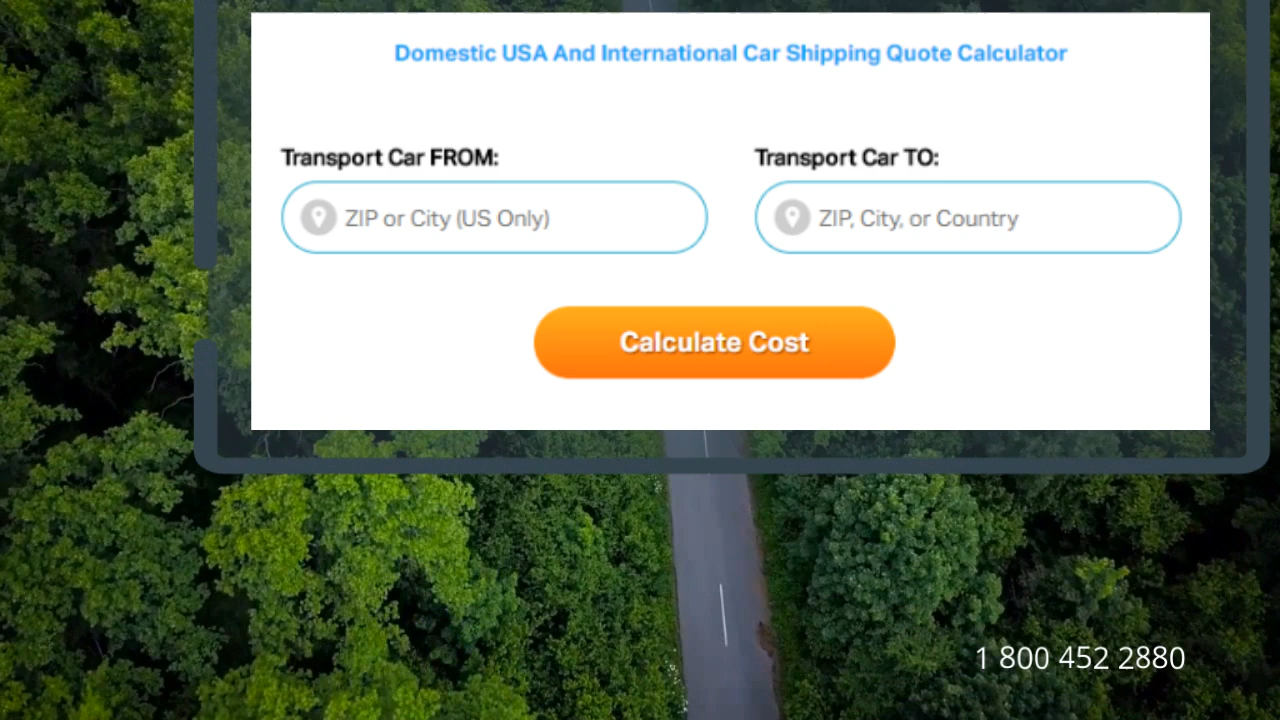 Domestic USA And International Car Shipping Quote Calculator
Transport Car FROM:
Transport Car TO:
ZIP or City (US Only)
ZIP, City, or Country
Calculate Cost
1 800 452 2880